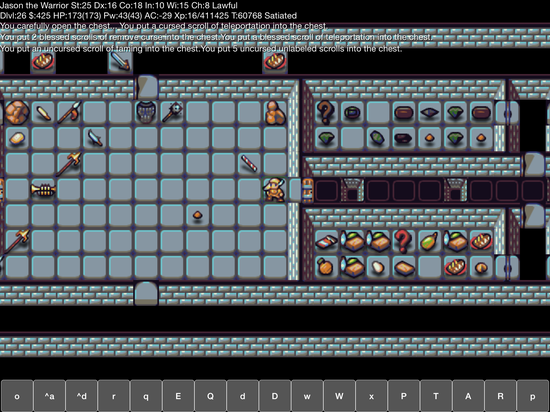 Jason the Warrior St:25 Dx:16 Co:18 In:10 Wi:15 Ch:8 Lawful
Dlvl:26 $:425 HP:173(173) Pw:43(43) AC:-29 Xp:16/411425 T:60768 Satiated
You carefully open the chest... You put a cursed scroll of teleportation into the chest.
You put 2 blessed scrolls of remove curse into the chest.You put a blessed scroll of teleportation into the chest.
You put an uncursed scroll of taming into the chest.You put 5 uncursed unlabeled scrolls into the chest.
o ^a ^d r q E Q d D w W x P T A R p